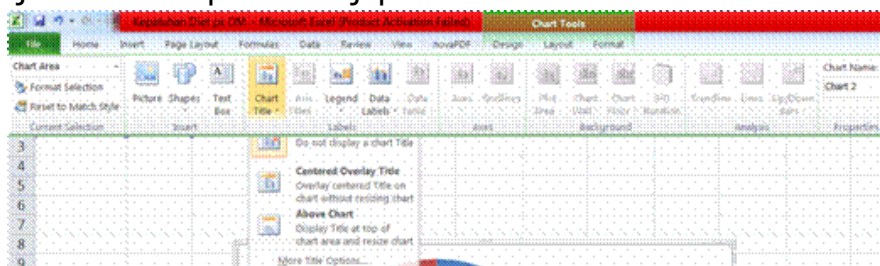 Kepatuhan Diet px DM - Microsoft Excel (Product Activation Failed)
Chart Tools
File Home Insert Page Layout Formulas Data Review View novaPDF Design Layout Format
Chart Area
Format Selection
Reset to Match Style
Picture Shapes Text Box
Chart Title Axis Titles Legend Data Labels Data Table
Axes Gridlines
Plot Area Chart Wall Chart Floor 3-D Rotation
Trendline Lines Up/Down Bars
Chart Name:
Chart 2
Current Selection Insert Labels Axes Background Analysis Properties
3
Do not display a chart Title
4
Centered Overlay Title
5
Overlay centered Title on
chart without resizing chart
6
Above Chart
7
Display Title at top of
8
chart area and resize chart
9
More Title Options...